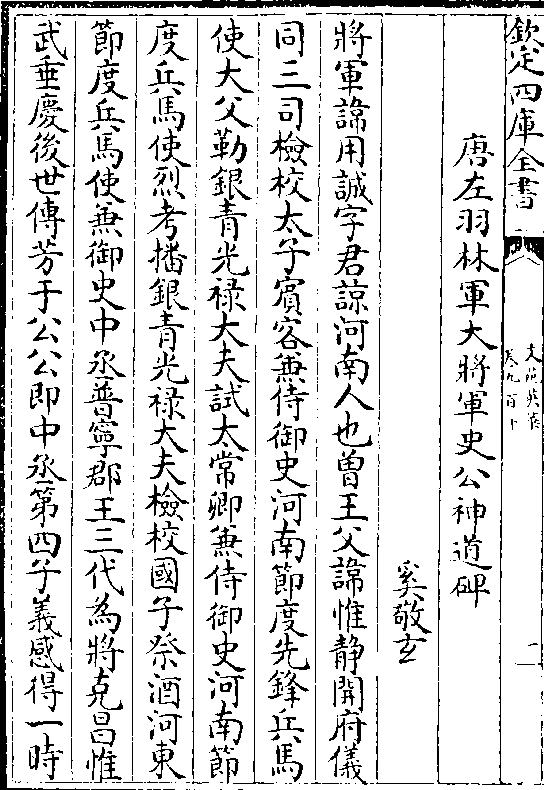 欽定四庫全書
文苑英華
卷九百十
二
唐左羽林軍大將軍史公神道碑
奚敬玄
將軍諱用誠字君諒河南人也曾王父諱惟静開府儀
同三司檢校太子賓客兼侍御史河南節度先鋒兵馬
使大父勒銀青光禄大夫試太常卿兼侍御史河南節
度兵馬使烈考播銀青光禄大夫檢校國子祭酒河東
節度兵馬使兼御史中丞普寧郡王三代為將克昌惟
武垂慶後世傳芳于公公即中丞第四子義感得一時